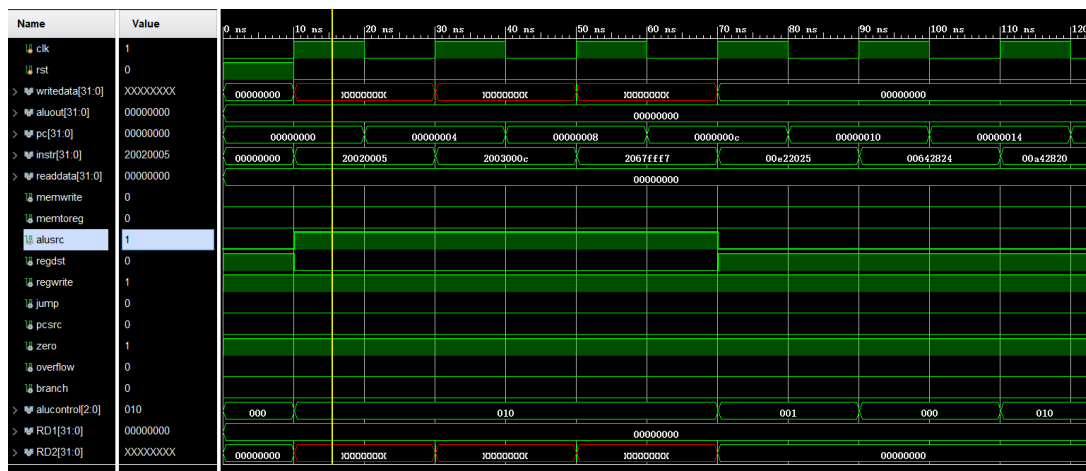 Name Value 0 ns 10 ns 20 ns 30 ns 40 ns 50 ns 60 ns 70 ns 80 ns 90 ns 100 ns 110 ns 120
clk 1
rst 0
writedata[31:0] XXXXXXXX 00000000 XXXXXXXX XXXXXXXX XXXXXXXX 00000000
aluout[31:0] 00000000 00000000
pc[31:0] 00000000 00000000 00000004 00000008 0000000c 00000010 00000014
instr[31:0] 20020005 00000000 20020005 2003000c 2067fff7 00e22025 00642824 00a42820
readdata[31:0] 00000000 00000000
memwrite 0
memtoreg 0
alusrc 1
regdst 0
regwrite 1
jump 0
pcsrc 0
zero 1
overflow 0
branch 0
alucontrol[2:0] 010 000 010 001 000 010
RD1[31:0] 00000000 00000000
RD2[31:0] XXXXXXXX 00000000 XXXXXXXX XXXXXXXX XXXXXXXX 00000000